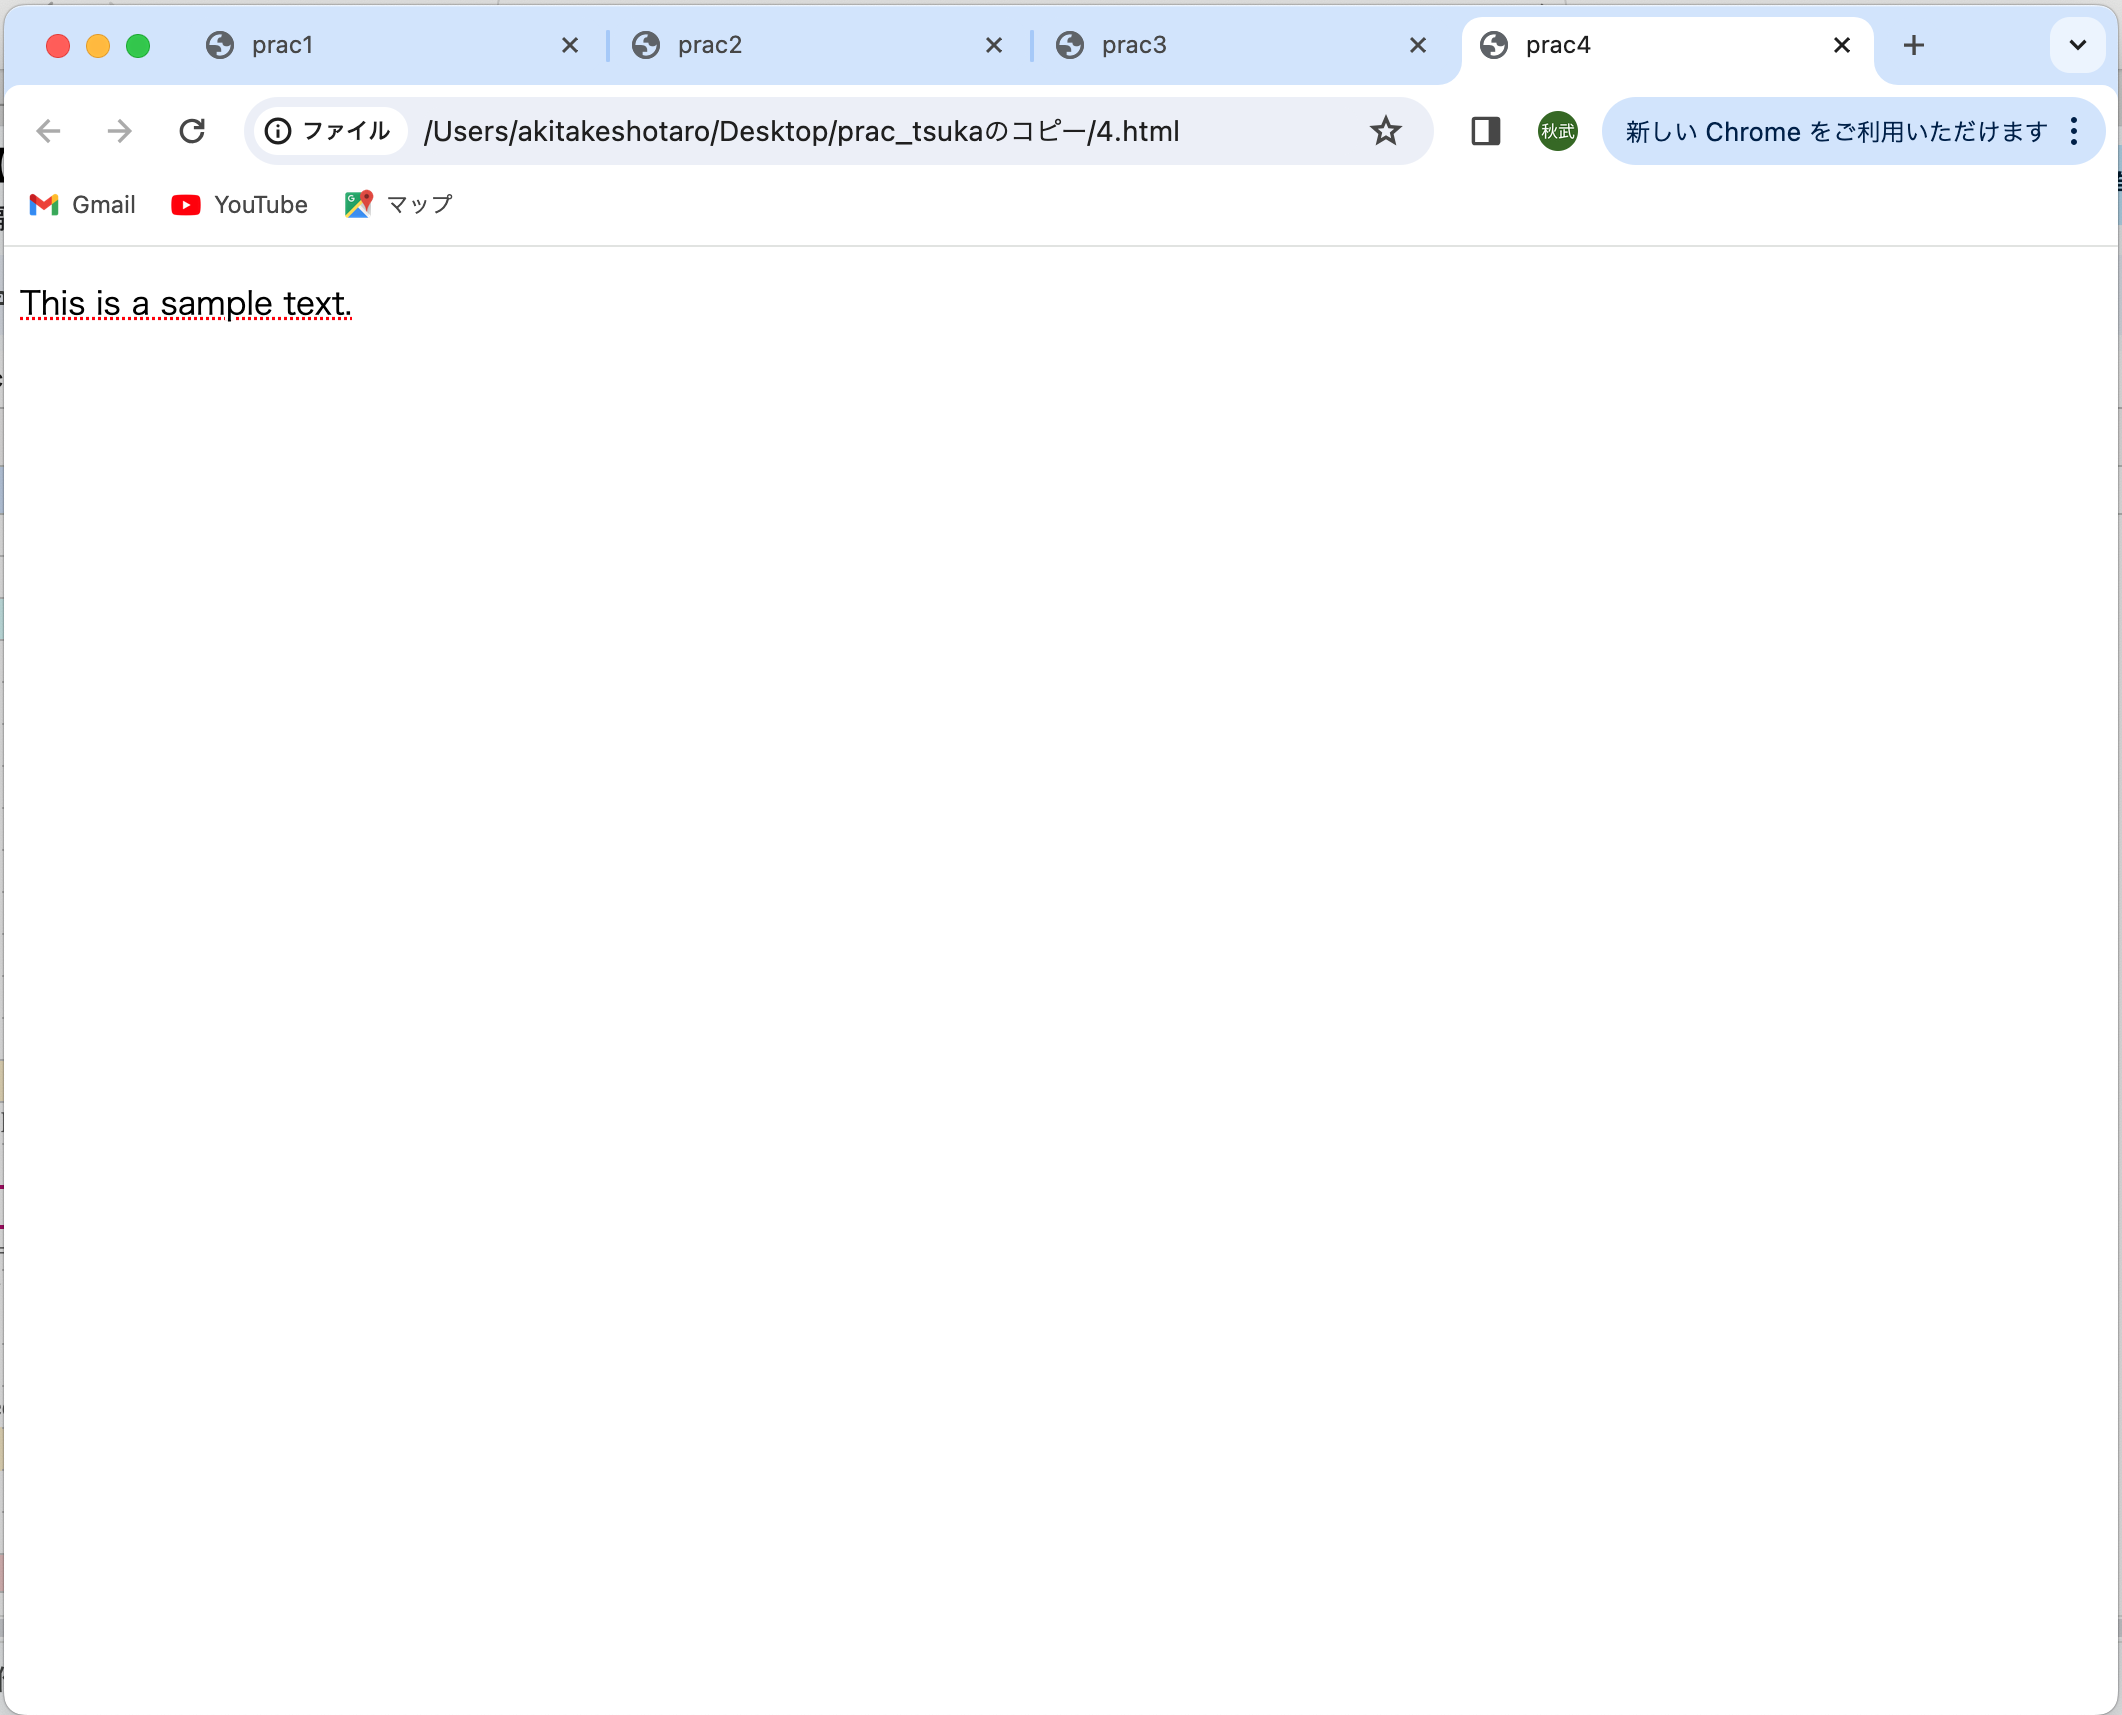 prac1
prac2
prac3
prac4
ファイル /Users/akitakeshotaro/Desktop/prac_tsukaのコピー/4.html
秋武
新しい Chrome をご利用いただけます
Gmail
YouTube
マップ
This is a sample text.